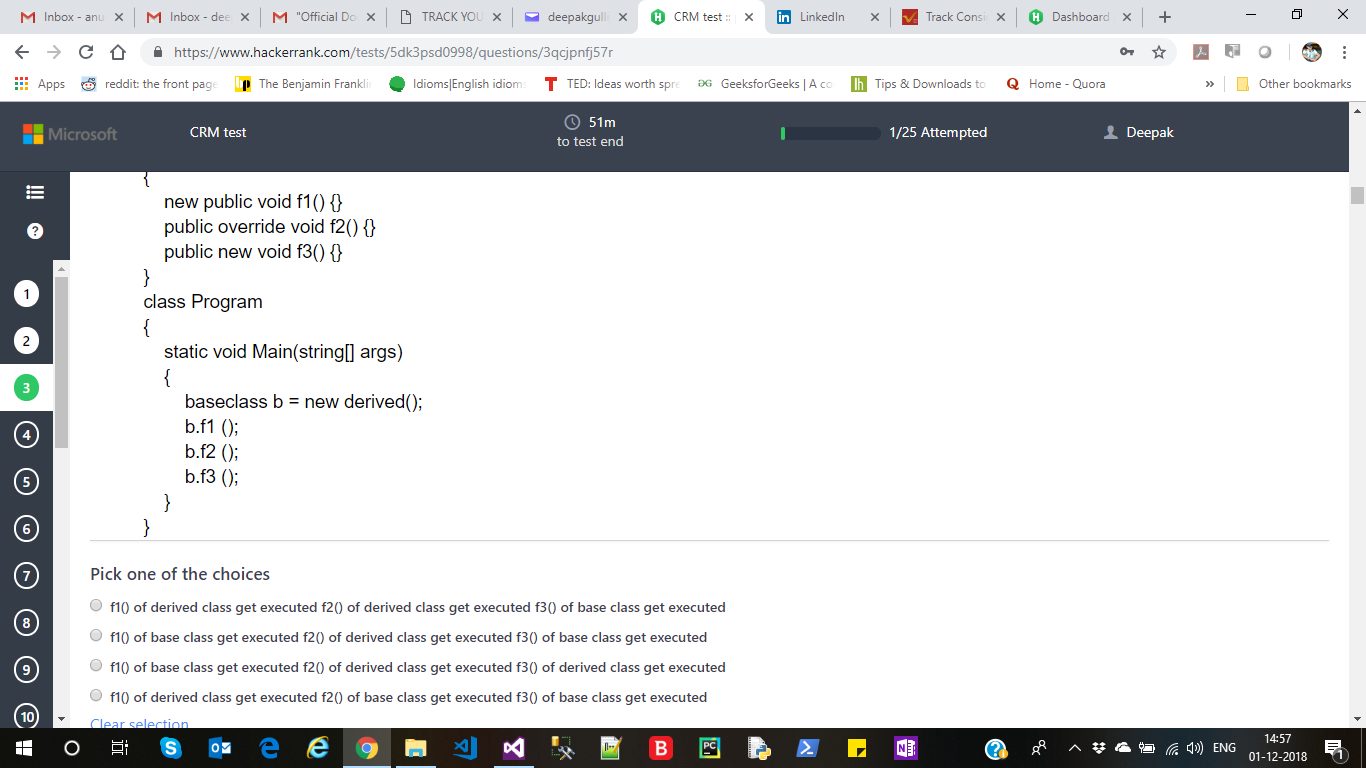 Inbox - anu
Inbox - dee
"Official Do
TRACK YOU
deepakgull
CRM test ::
LinkedIn
Track Consi
Dashboard
https://www.hackerrank.com/tests/5dk3psd0998/questions/3qcjpnfj57r
Apps
reddit: the front page
The Benjamin Frankli
Idioms|English idiom
TED: Ideas worth spre
GeeksforGeeks | A co
Tips & Downloads to
Home - Quora
»
Other bookmarks
Microsoft
CRM test
51m
to test end
1/25 Attempted
Deepak
{
new public void f1() {}
public override void f2() {}
public new void f3() {}
}
class Program
{
static void Main(string[] args)
{
baseclass b = new derived();
b.f1 ();
b.f2 ();
b.f3 ();
}
}
?
1
2
3
4
5
6
7
8
9
10
Pick one of the choices
f1() of derived class get executed f2() of derived class get executed f3() of base class get executed
f1() of base class get executed f2() of derived class get executed f3() of base class get executed
f1() of base class get executed f2() of derived class get executed f3() of derived class get executed
f1() of derived class get executed f2() of base class get executed f3() of base class get executed
Clear selection
ENG
14:57
01-12-2018
1